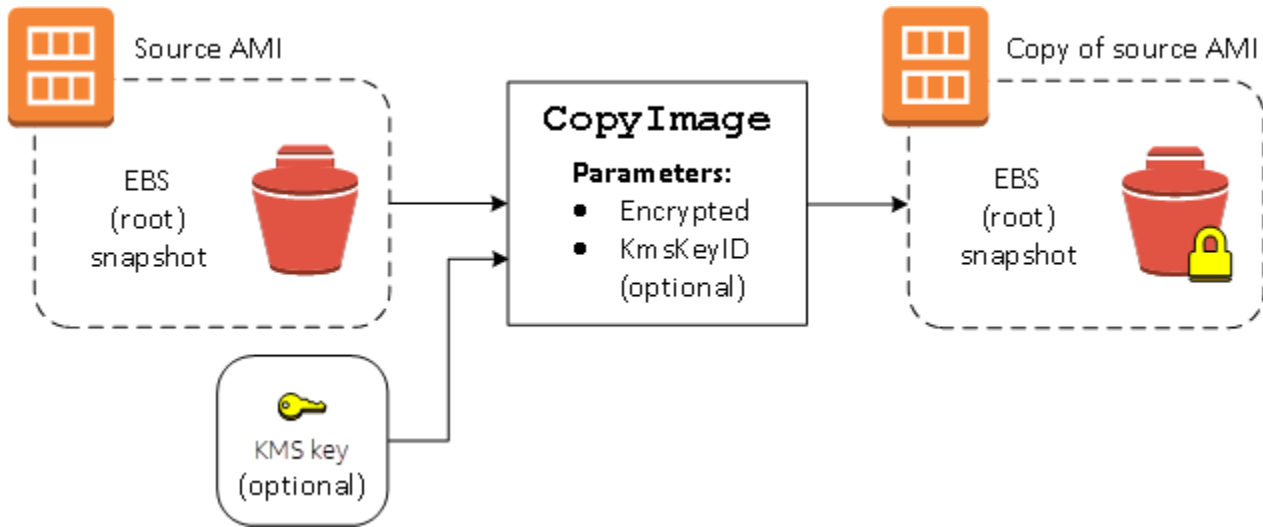 Source AMI
EBS
(root)
snapshot
CopyImage
Parameters:
● Encrypted
● KmsKeyID
(optional)
Copy of source AMI
EBS
(root)
snapshot
KMS key
(optional)